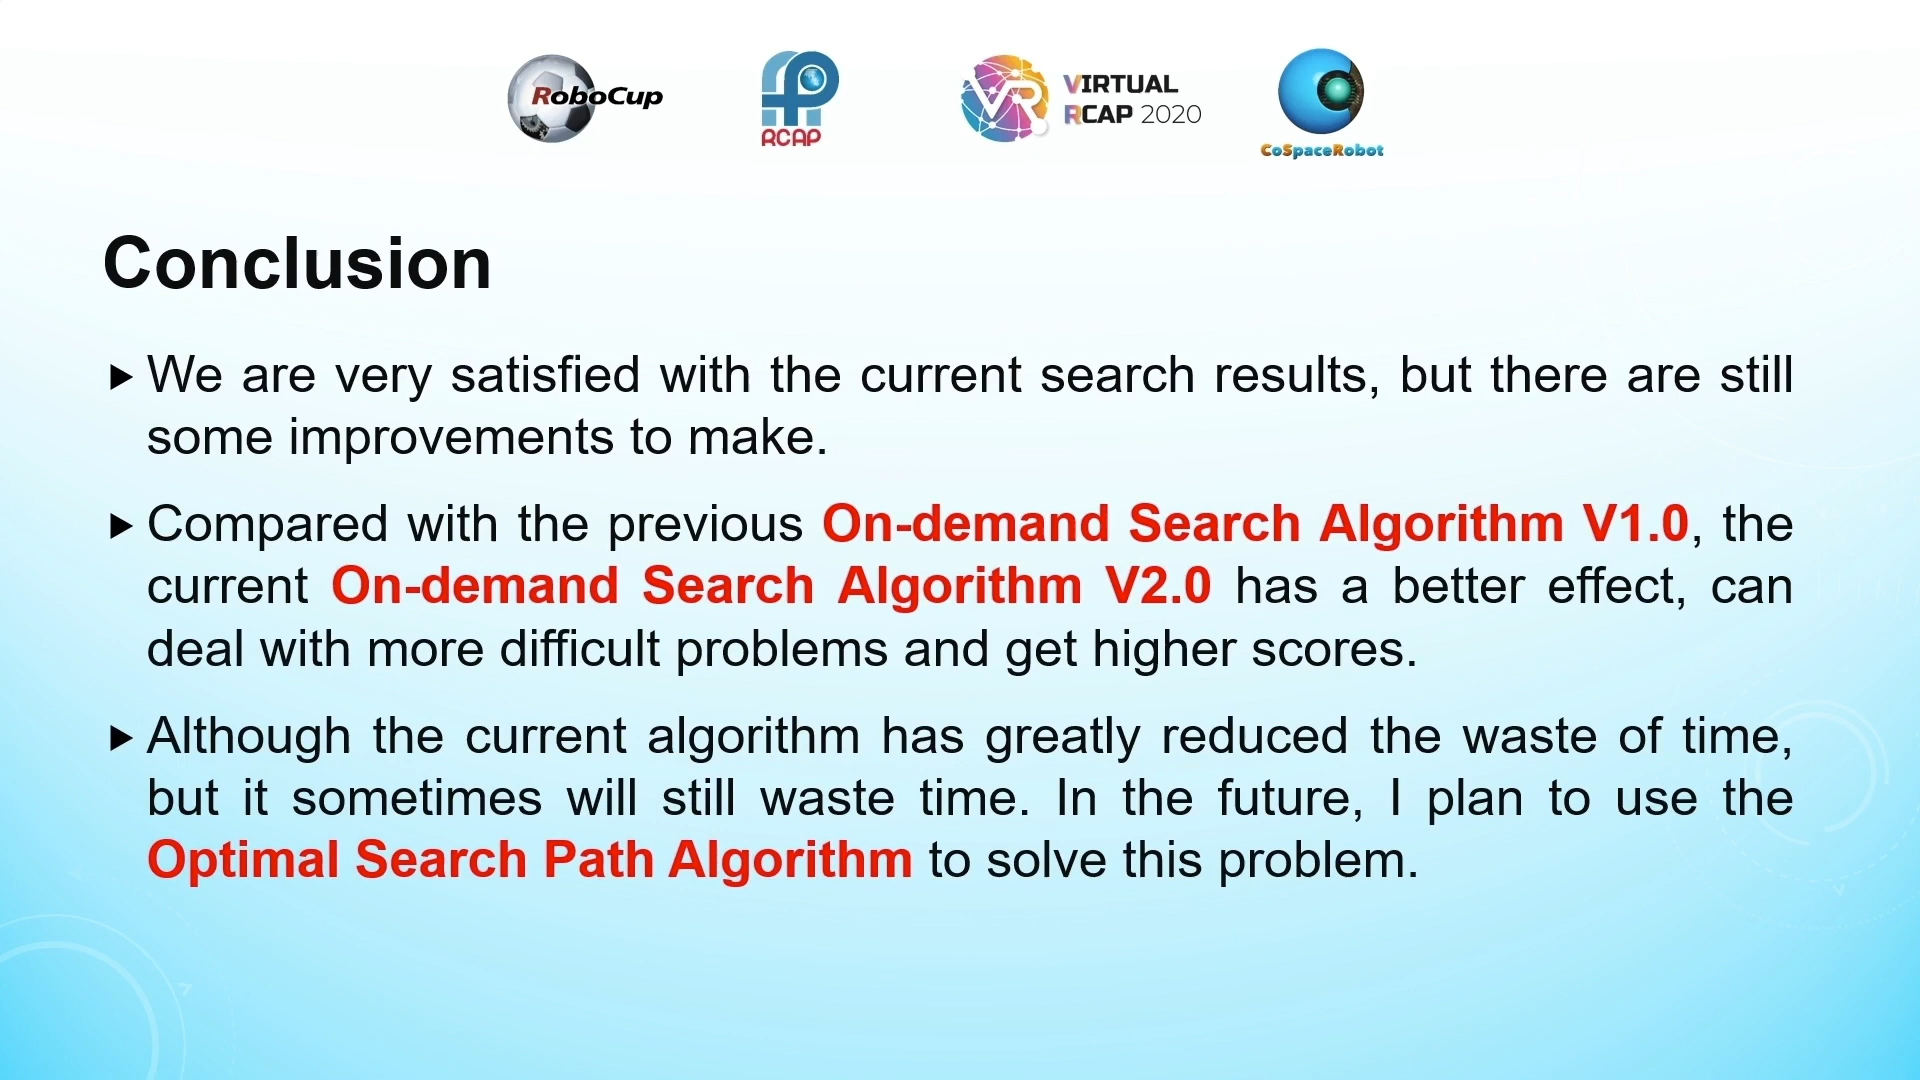 RoboCup
RCAP
VR
VIRTUAL
RCAP 2020
CoSpaceRobot
Conclusion
We are very satisfied with the current search results, but there are still
some improvements to make.
Compared with the previous On-demand Search Algorithm V1.0, the
current On-demand Search Algorithm V2.0 has a better effect, can
deal with more difficult problems and get higher scores.
Although the current algorithm has greatly reduced the waste of time,
but it sometimes will still waste time. In the future, I plan to use the
Optimal Search Path Algorithm to solve this problem.